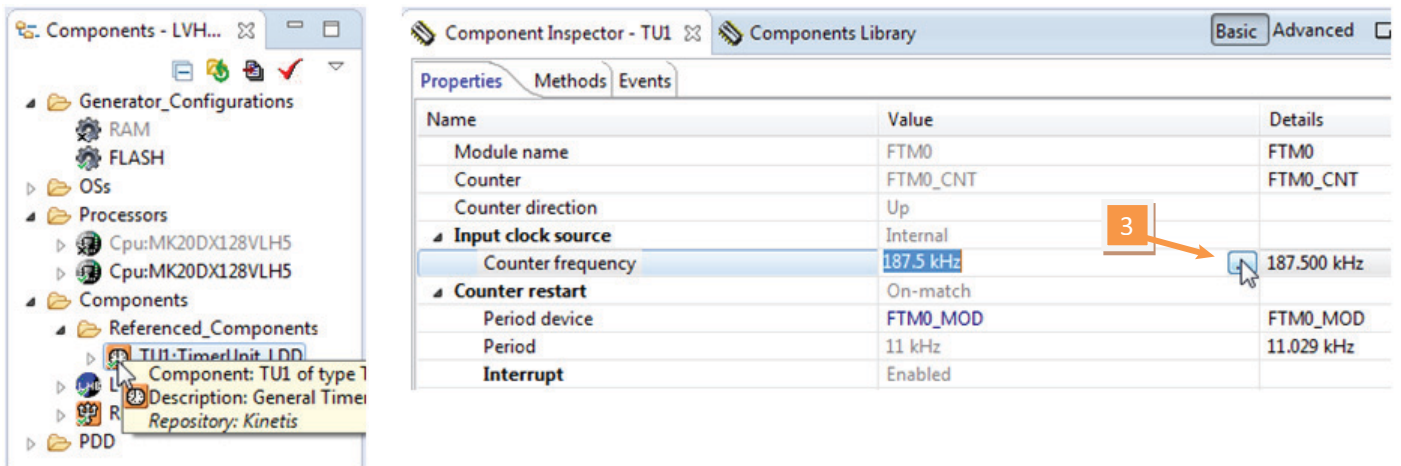 Components - LVH...
Generator_Configurations
RAM
FLASH
OSs
Processors
Cpu:MK20DX128VLH5
Cpu:MK20DX128VLH5
Components
Referenced_Components
TU1:TimerUnit_LDD
Component: TU1 of type T
L
Description: General Timer
R
Repository: Kinetis
PDD
Component Inspector - TU1 Components Library Basic Advanced
Properties Methods Events
Name Value Details
Module name FTM0 FTM0
Counter FTM0_CNT FTM0_CNT
Counter direction Up
3
Input clock source Internal
Counter frequency 187.5 kHz 187.500 kHz
Counter restart On-match
Period device FTM0_MOD FTM0_MOD
Period 11 kHz 11.029 kHz
Interrupt Enabled